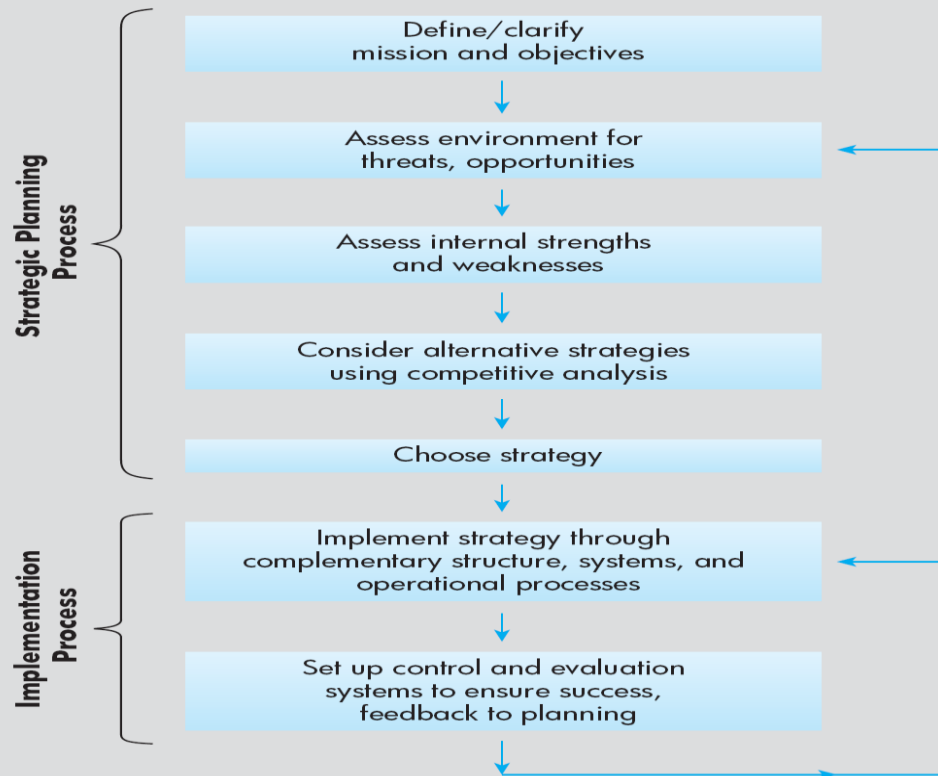 Strategic Planning
Process
Define/clarify
mission and objectives
Assess environment for
threats, opportunities
Assess internal strengths
and weaknesses
Consider alternative strategies
using competitive analysis
Choose strategy
Implementation
Process
Implement strategy through
complementary structure, systems, and
operational processes
Set up control and evaluation
systems to ensure success,
feedback to planning